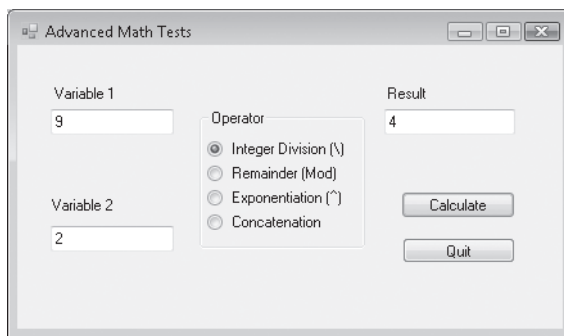 Advanced Math Tests
Variable 1
9
Operator
Integer Division (\)
Remainder (Mod)
Exponentiation (^)
Concatenation
Variable 2
2
Result
4
Calculate
Quit